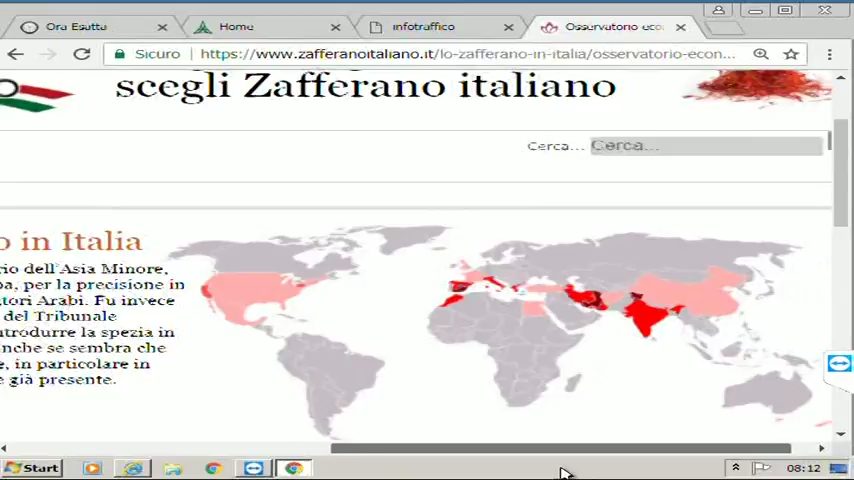 Ora Esatta
Home
infotraffico
Osservatorio eco
Sicuro
https://www.zafferanoitaliano.it/lo-zafferano-in-italia/osservatorio-econ...
scegli Zafferano italiano
Cerca... Cerca...
o in Italia
rio dell'Asia Minore,
pa, per la precisione in
atori Arabi. Fu invece
del Tribunale
ntrodurre la spezia in
nche se sembra che
e, in particolare in
e già presente.
Start
08:12